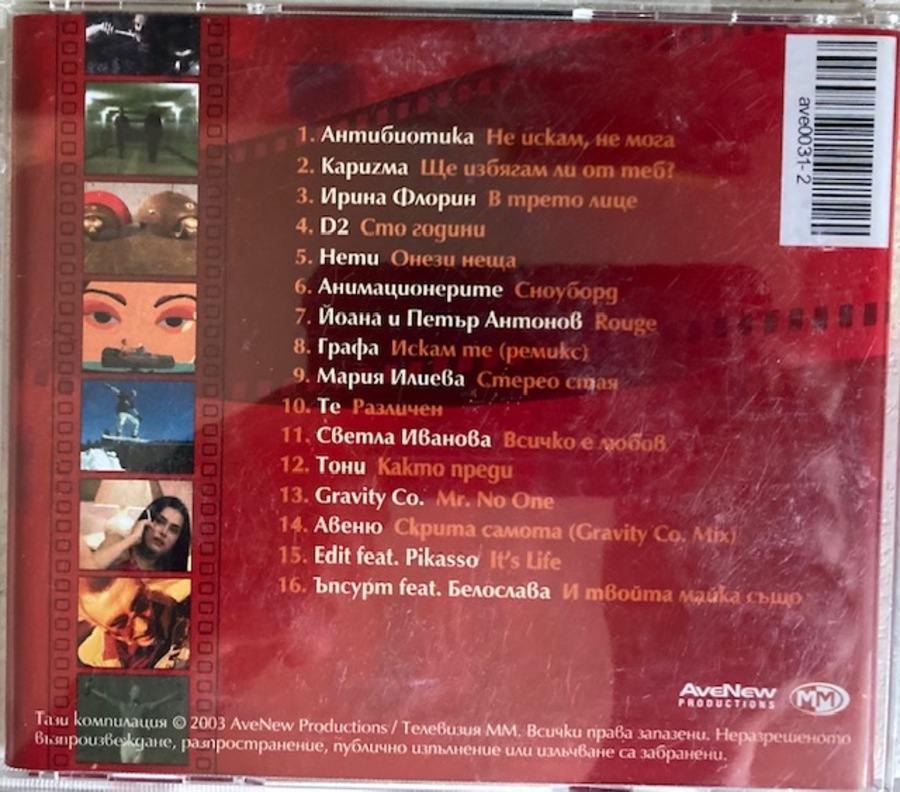 ave0031-2
1. Антибиотика Не искам, не мога
2. Каризма Ще избягам ли от теб?
3. Ирина Флорин В трето лице
4. D2 Сто години
5. Нети Онези неща
6. Анимационерите Сноуборд
7. Йоана и Петър Антонов Rouge
8. Графа Искам те (ремикс)
9. Мария Илиева Стерео стая
10. Те Различен
11. Светла Иванова Всичко е любов
12. Тони Както преди
13. Gravity Co. Mr. No One
14. Авеню Скрита самота (Gravity Co. Mix)
15. Edit feat. Pikasso It's Life
16. Ъпсурт feat. Белослава И твойта майка също
AveNew
PRODUCTIONS
MM
Тази компилация © 2003 AveNew Productions / Телевизия ММ. Всички права запазени. Неразрешеното
възпроизвеждане, разпространение, публично изпълнение или излъчване са забранени.